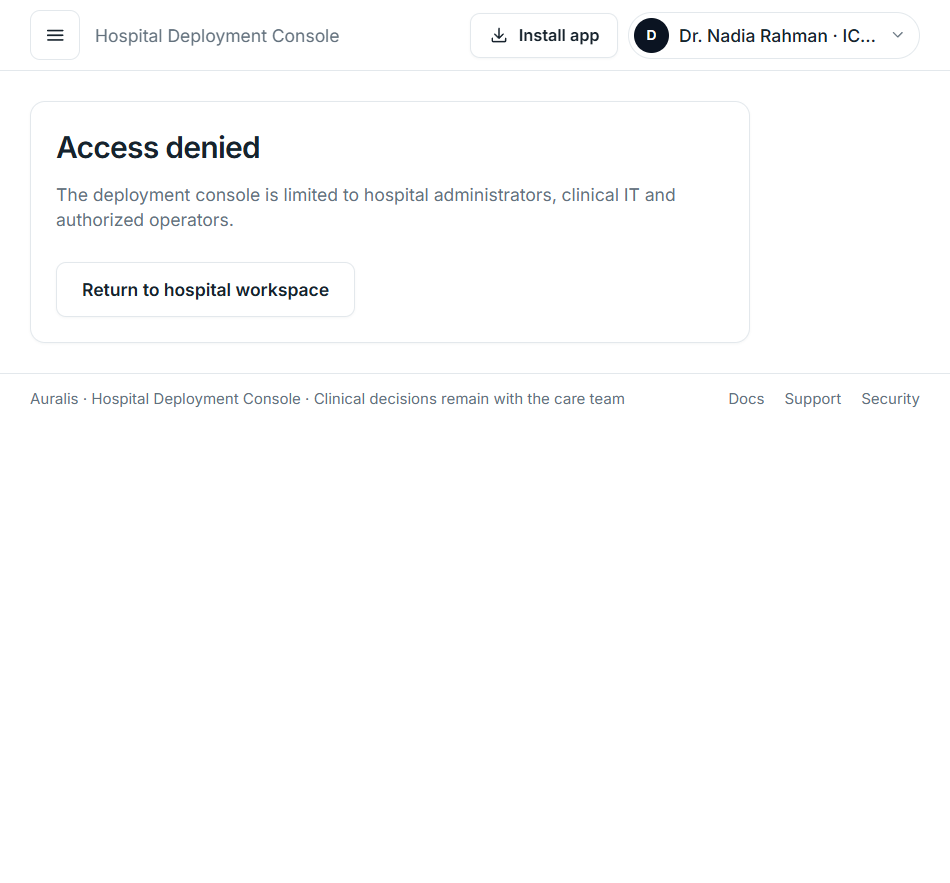 Hospital Deployment Console
Install app
D
Dr. Nadia Rahman · IC...
Access denied
The deployment console is limited to hospital administrators, clinical IT and
authorized operators.
Return to hospital workspace
Auralis · Hospital Deployment Console · Clinical decisions remain with the care team
Docs
Support
Security